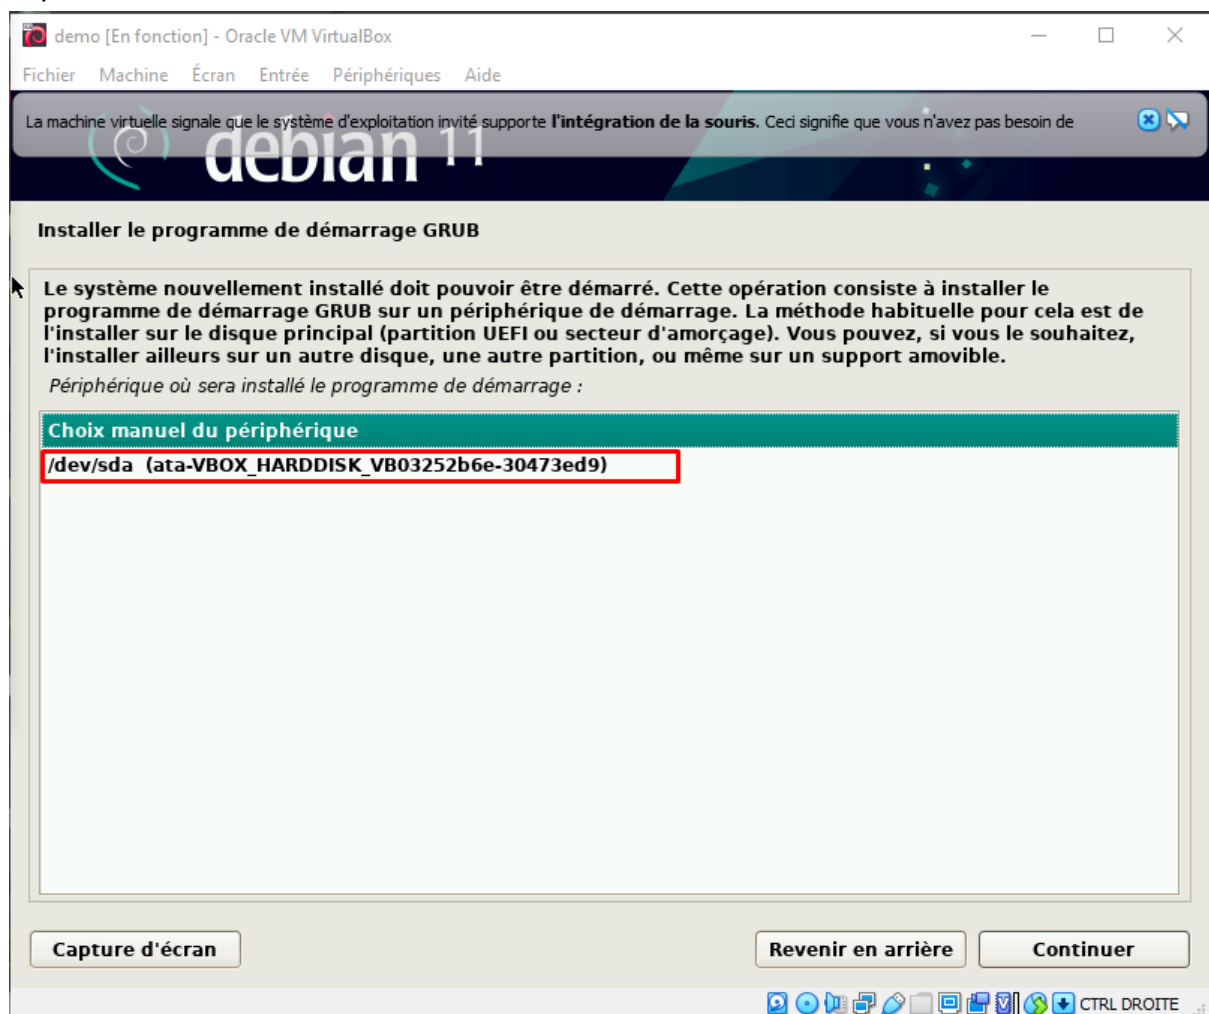 demo [En fonction] - Oracle VM VirtualBox
Fichier Machine Écran Entrée Périphériques Aide
La machine virtuelle signale que le système d'exploitation invité supporte l'intégration de la souris. Ceci signifie que vous n'avez pas besoin de
debian 11
Installer le programme de démarrage GRUB
Le système nouvellement installé doit pouvoir être démarré. Cette opération consiste à installer le
programme de démarrage GRUB sur un périphérique de démarrage. La méthode habituelle pour cela est de
l'installer sur le disque principal (partition UEFI ou secteur d'amorçage). Vous pouvez, si vous le souhaitez,
l'installer ailleurs sur un autre disque, une autre partition, ou même sur un support amovible.
Périphérique où sera installé le programme de démarrage :
Choix manuel du périphérique
/dev/sda (ata-VBOX_HARDDISK_VB03252b6e-30473ed9)
Capture d'écran
Revenir en arrière
Continuer
CTRL DROITE